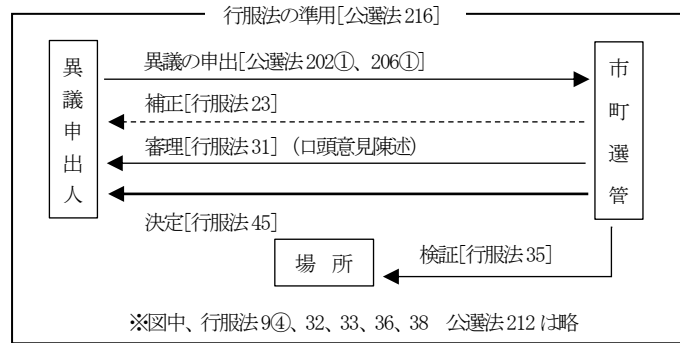 行服法の準用[公選法216]
異議申出人
異議の申出[公選法202①、206①]
補正[行服法23]
審理[行服法31] (口頭意見陳述)
決定[行服法45]
市町選管
場　所
検証[行服法35]
※図中、行服法9④、32、33、36、38　公選法212は略